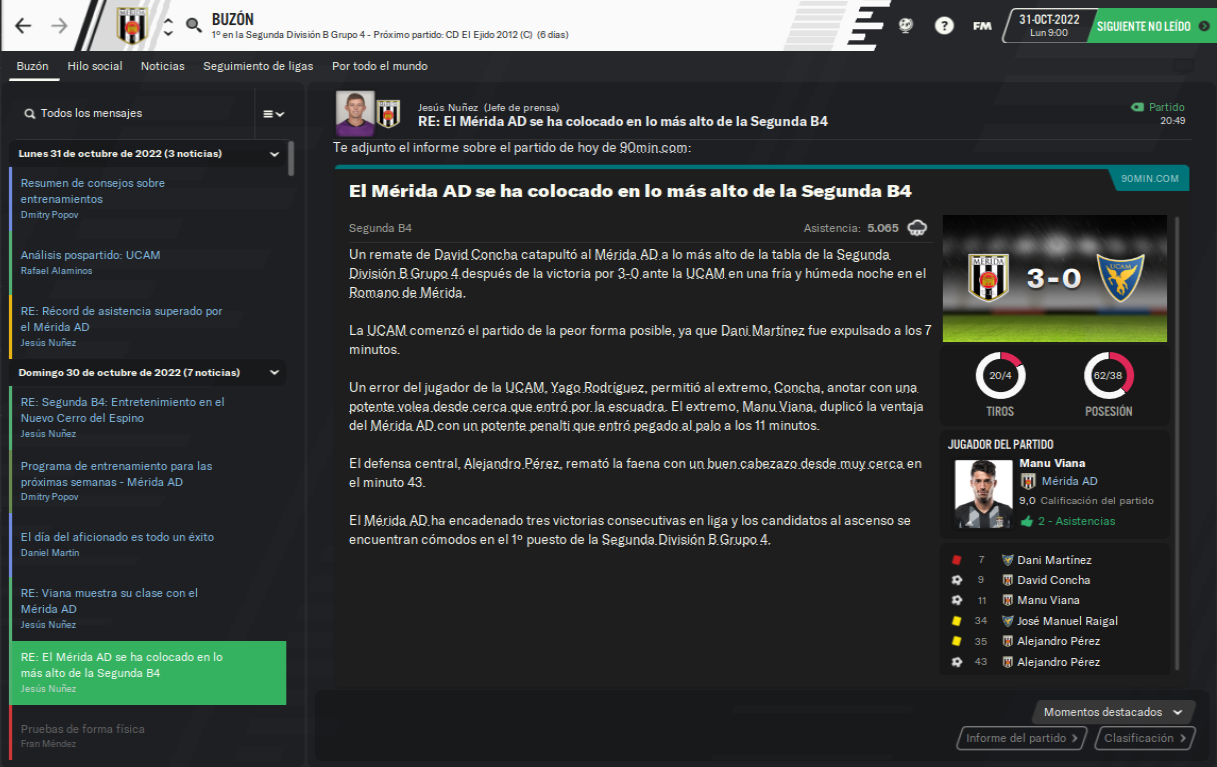 BUZÓN
1º en la Segunda División B Grupo 4 - Próximo partido: CD El Ejido 2012 (C) (6 días)
FM
31-OCT-2022
Lun 9:00
SIGUIENTE NO LEÍDO
Buzón
Hilo social
Noticias
Seguimiento de ligas
Por todo el mundo
Todos los mensajes
Lunes 31 de octubre de 2022 (3 noticias)
Resumen de consejos sobre
entrenamientos
Dmitry Popov
Análisis pospartido: UCAM
Rafael Alaminos
RE: Récord de asistencia superado por
el Mérida AD
Jesús Nuñez
Domingo 30 de octubre de 2022 (7 noticias)
RE: Segunda B4: Entretenimiento en el
Nuevo Cerro del Espino
Jesús Nuñez
Programa de entrenamiento para las
próximas semanas - Mérida AD
Dmitry Popov
El día del aficionado es todo un éxito
Daniel Martín
RE: Viana muestra su clase con el
Mérida AD
Jesús Nuñez
RE: El Mérida AD se ha colocado en lo
más alto de la Segunda B4
Jesús Nuñez
Pruebas de forma física
Fran Méndez
Jesús Nuñez (Jefe de prensa)
RE: El Mérida AD se ha colocado en lo más alto de la Segunda B4
Partido
20:49
Te adjunto el informe sobre el partido de hoy de 90min.com:
90MIN.COM
El Mérida AD se ha colocado en lo más alto de la Segunda B4
Segunda B4
Asistencia: 5.065
Un remate de David Concha catapultó al Mérida AD a lo más alto de la tabla de la Segunda
División B Grupo 4 después de la victoria por 3-0 ante la UCAM en una fría y húmeda noche en el
Romano de Mérida.
La UCAM comenzó el partido de la peor forma posible, ya que Dani Martínez fue expulsado a los 7
minutos.
Un error del jugador de la UCAM, Yago Rodríguez, permitió al extremo, Concha, anotar con una
potente volea desde cerca que entró por la escuadra. El extremo, Manu Viana, duplicó la ventaja
del Mérida AD con un potente penalti que entró pegado al palo a los 11 minutos.
El defensa central, Alejandro Pérez, remató la faena con un buen cabezazo desde muy cerca en
el minuto 43.
El Mérida AD ha encadenado tres victorias consecutivas en liga y los candidatos al ascenso se
encuentran cómodos en el 1º puesto de la Segunda División B Grupo 4.
MÉRIDA
3-0
UCAM
20/4
TIROS
62/38
POSESIÓN
JUGADOR DEL PARTIDO
Manu Viana
Mérida AD
9,0 Calificación del partido
2 - Asistencias
7 Dani Martínez
9 David Concha
11 Manu Viana
34 José Manuel Raigal
35 Alejandro Pérez
43 Alejandro Pérez
Momentos destacados
Informe del partido
Clasificación